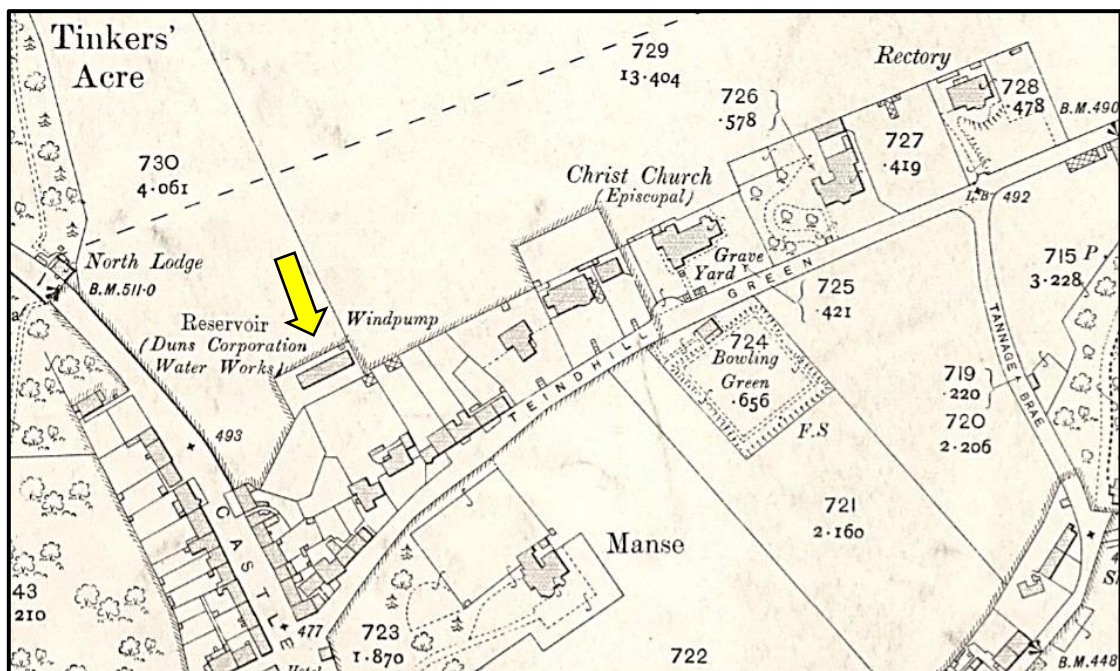 Tinkers'
Acre
729
13·404
Rectory
726
·578
728
·478
B.M.490
727
·419
730
4·061
Christ Church
(Episcopal)
L.B
492
North Lodge
B.M.511·0
Grave
Yard
715
3·228
P
Reservoir
(Duns Corporation
Water Works)
Windpump
725
·421
724
Bowling
Green
·656
TEINDHILL GREEN
TANNAGE BRAE
719
·220
720
2·206
F.S
493
721
2·160
CASTLE
Manse
43
210
477
723
1·870
722
Hotel
S
B.M.44